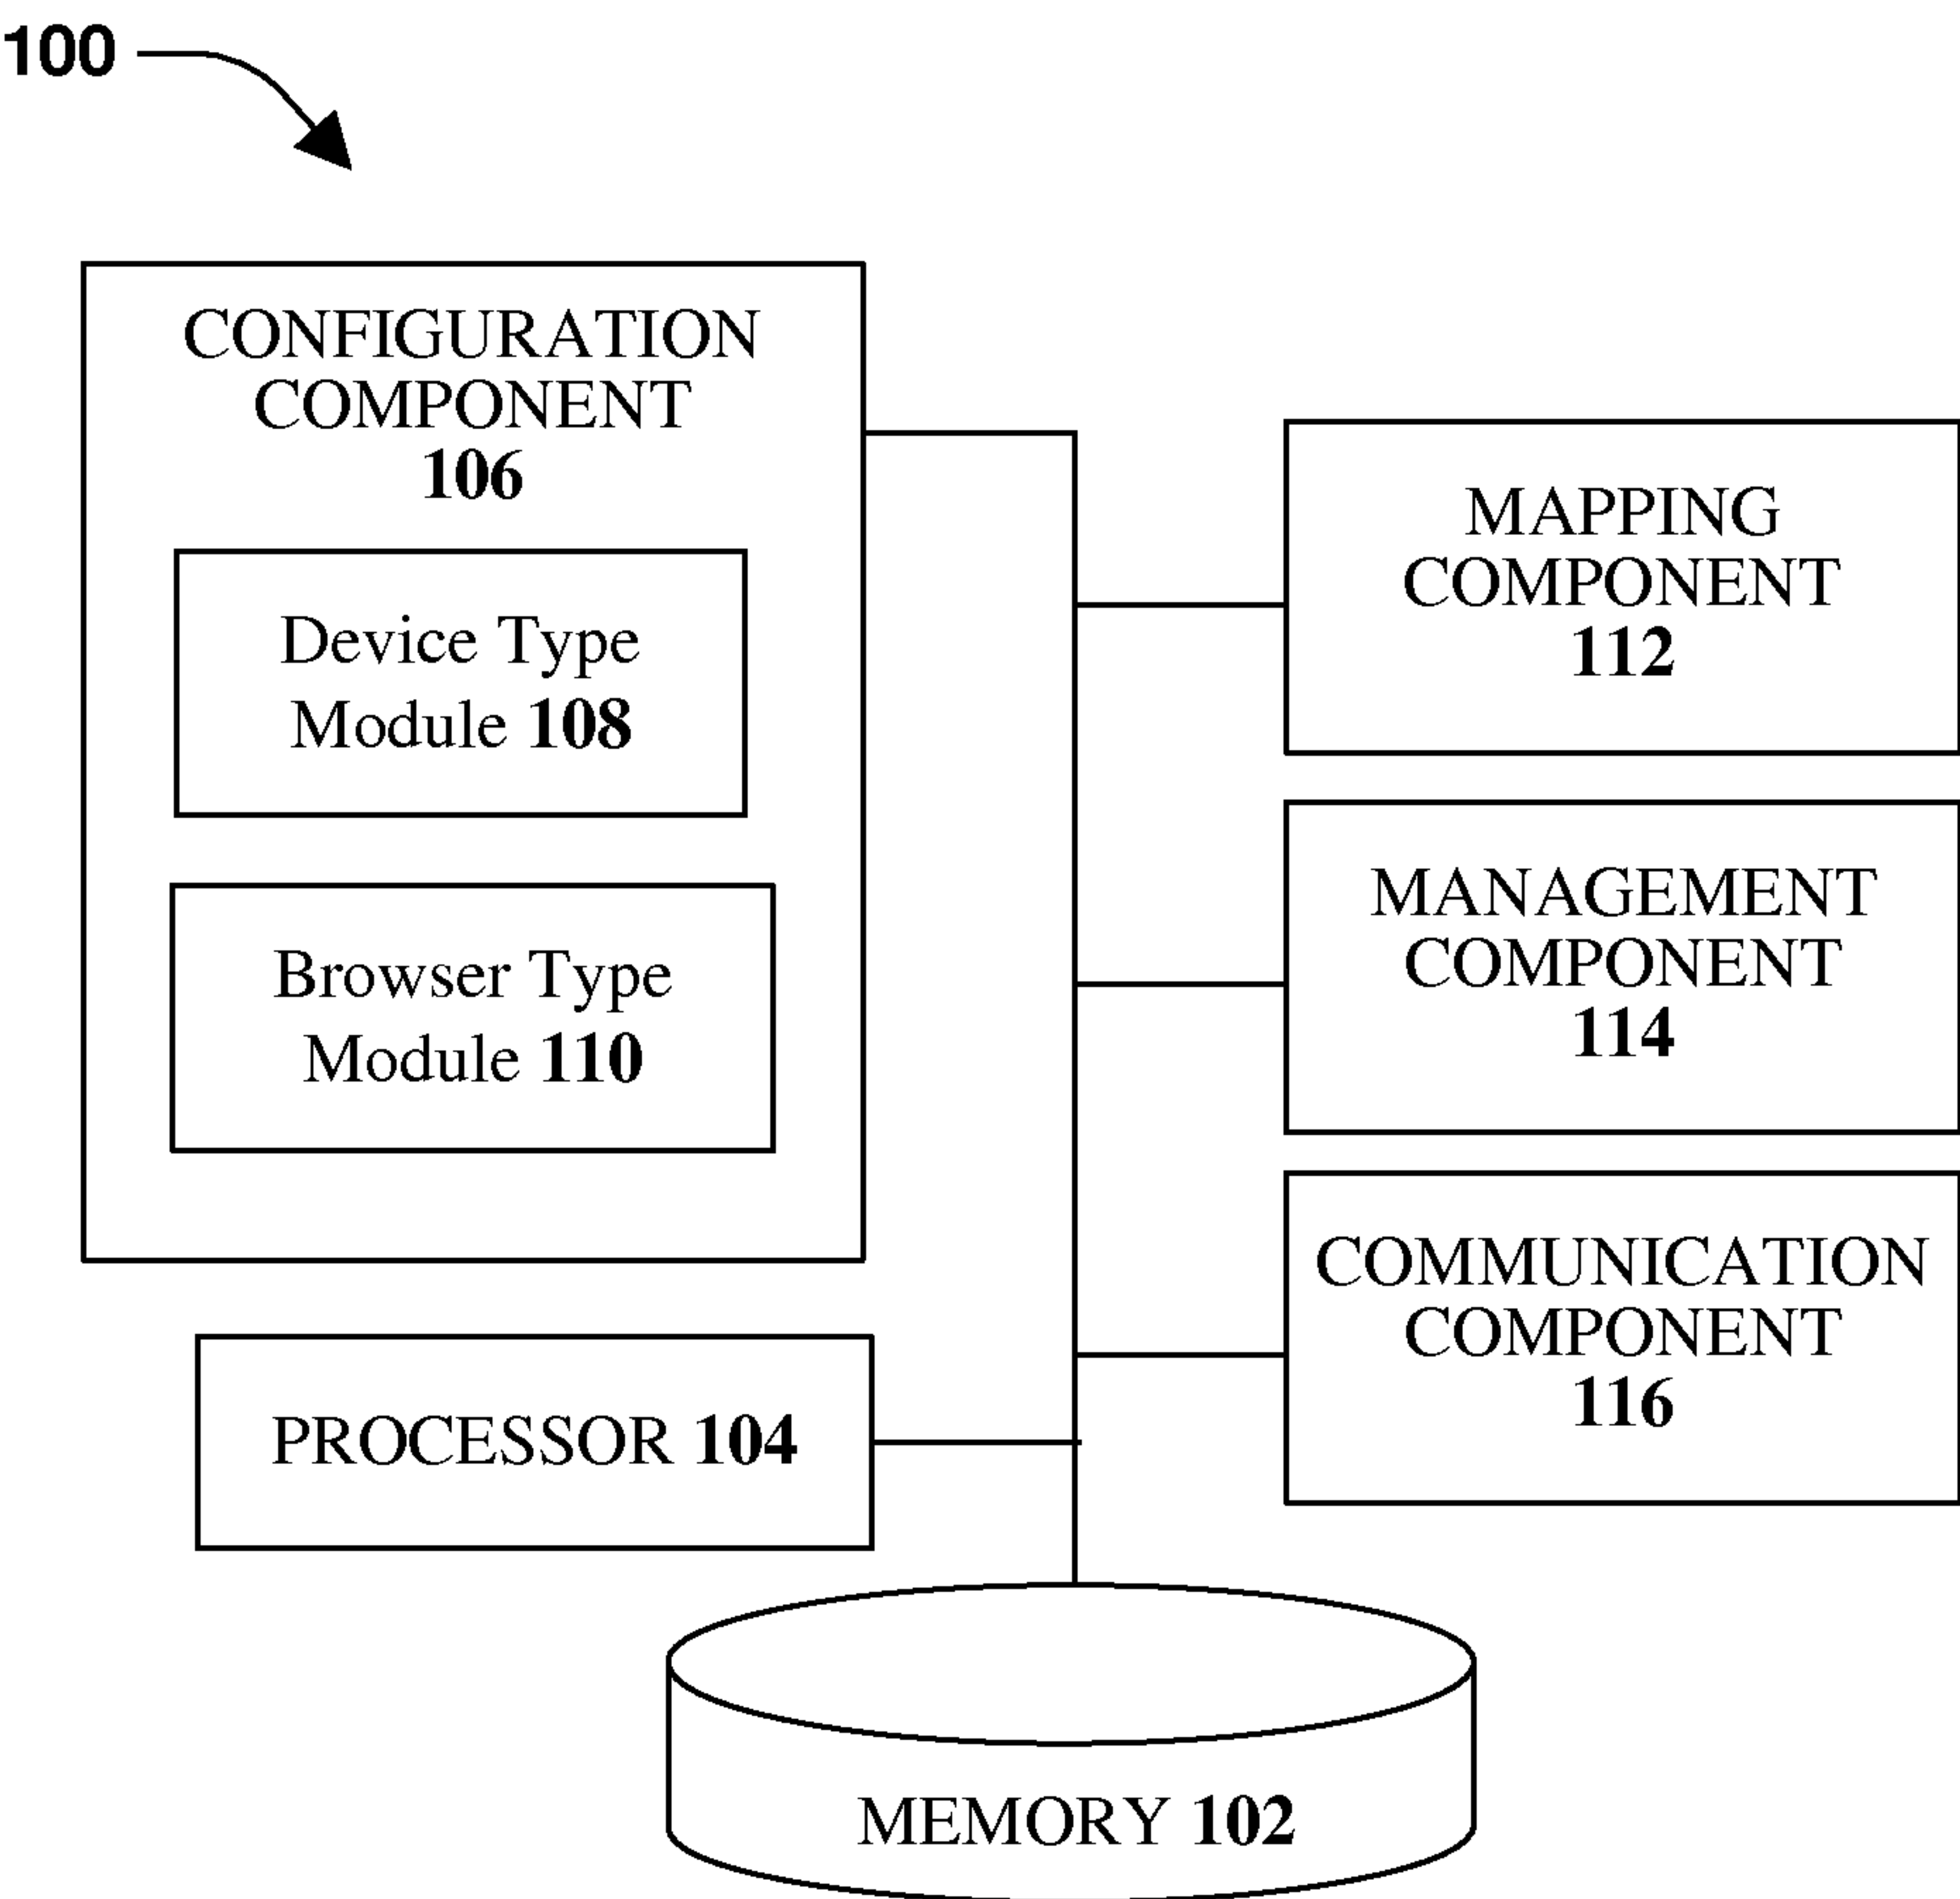 100
CONFIGURATION
COMPONENT
106
Device Type
Module 108
Browser Type
Module 110
PROCESSOR 104
MAPPING
COMPONENT
112
MANAGEMENT
COMPONENT
114
COMMUNICATION
COMPONENT
116
MEMORY 102